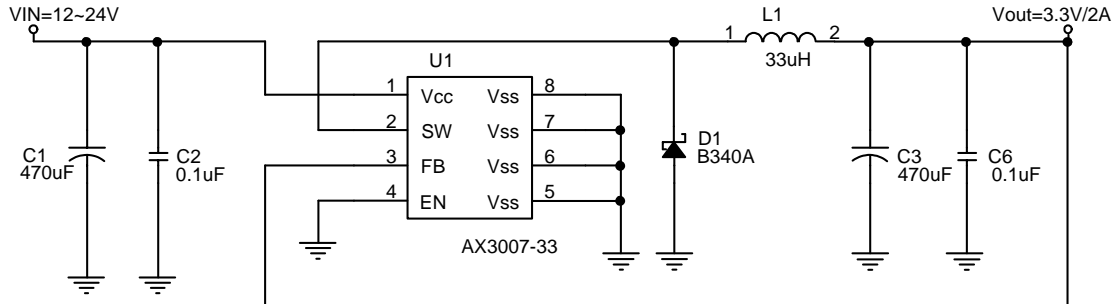 VIN=12~24V
L1
Vout=3.3V/2A
1
2
33uH
U1
1
Vcc
Vss
8
2
SW
Vss
7
3
FB
Vss
6
4
EN
Vss
5
AX3007-33
C1
470uF
C2
0.1uF
D1
B340A
C3
470uF
C6
0.1uF